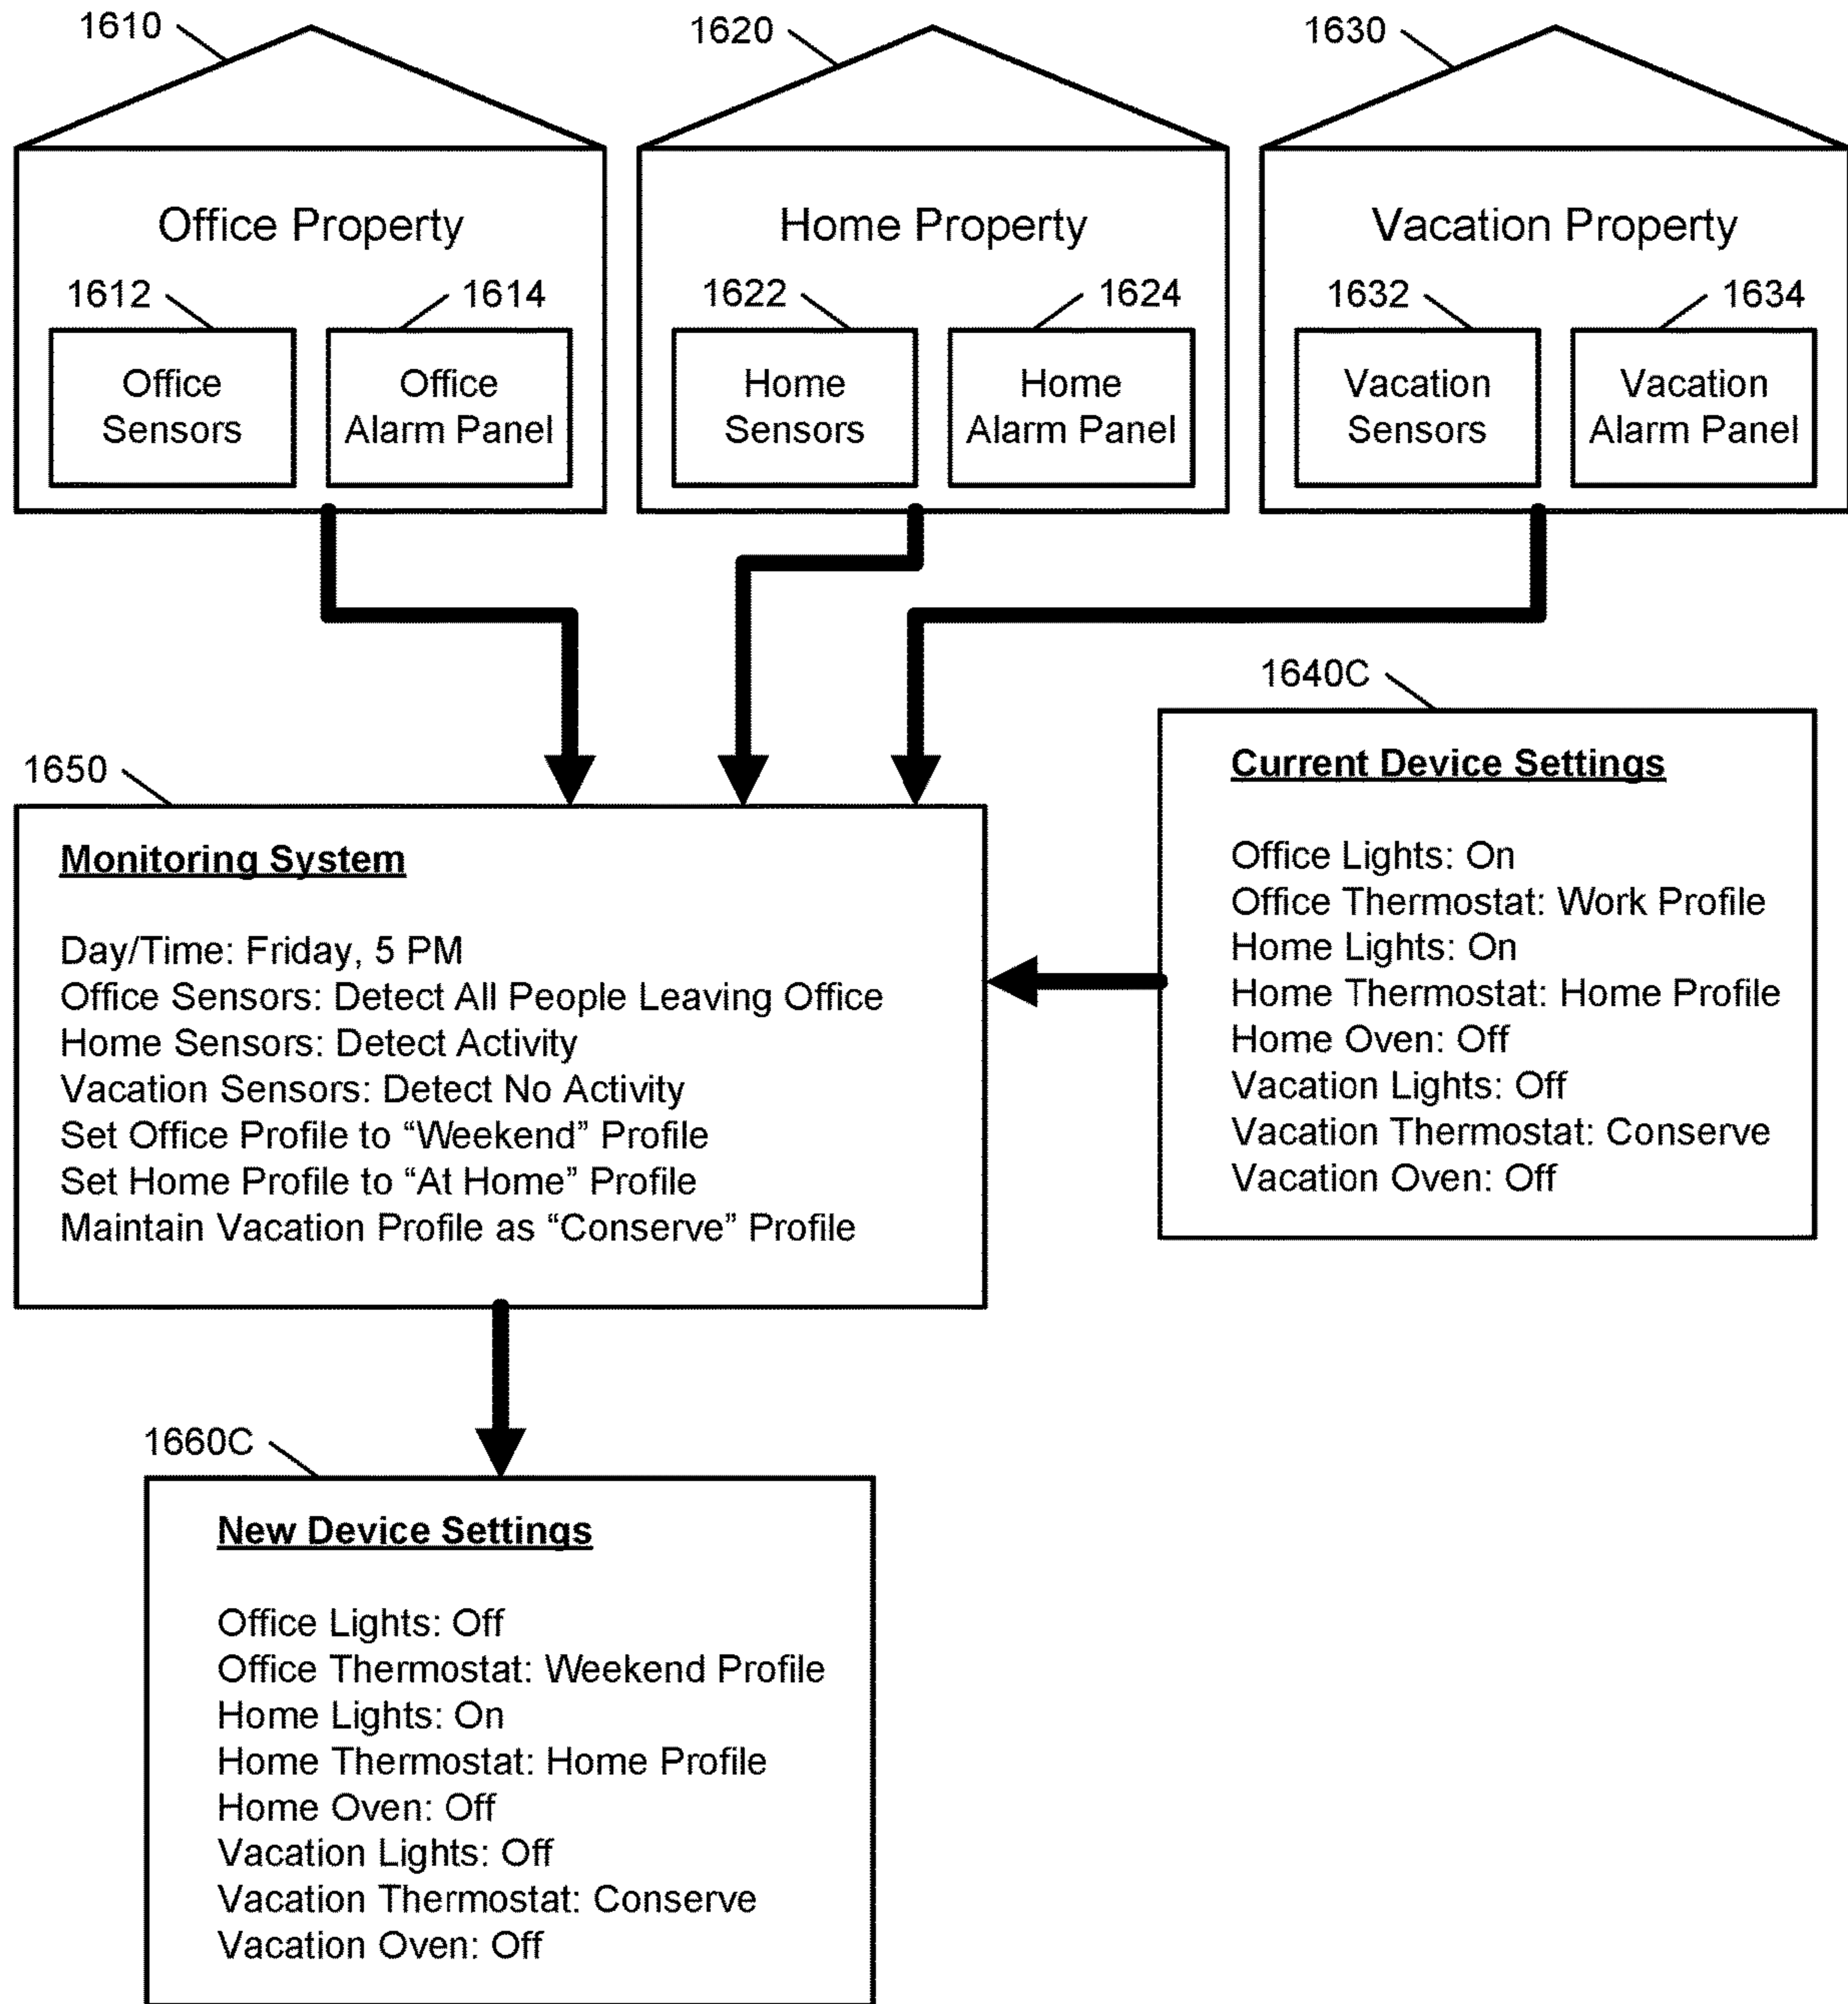 1610
1620
1630
Office Property
Home Property
Vacation Property
1612
1614
1622
1624
1632
1634
Office
Sensors
Office
Alarm Panel
Home
Sensors
Home
Alarm Panel
Vacation
Sensors
Vacation
Alarm Panel
1640C
Current Device Settings
Office Lights: On
Office Thermostat: Work Profile
Home Lights: On
Home Thermostat: Home Profile
Home Oven: Off
Vacation Lights: Off
Vacation Thermostat: Conserve
Vacation Oven: Off
1650
Monitoring System
Day/Time: Friday, 5 PM
Office Sensors: Detect All People Leaving Office
Home Sensors: Detect Activity
Vacation Sensors: Detect No Activity
Set Office Profile to “Weekend” Profile
Set Home Profile to “At Home” Profile
Maintain Vacation Profile as “Conserve” Profile
1660C
New Device Settings
Office Lights: Off
Office Thermostat: Weekend Profile
Home Lights: On
Home Thermostat: Home Profile
Home Oven: Off
Vacation Lights: Off
Vacation Thermostat: Conserve
Vacation Oven: Off